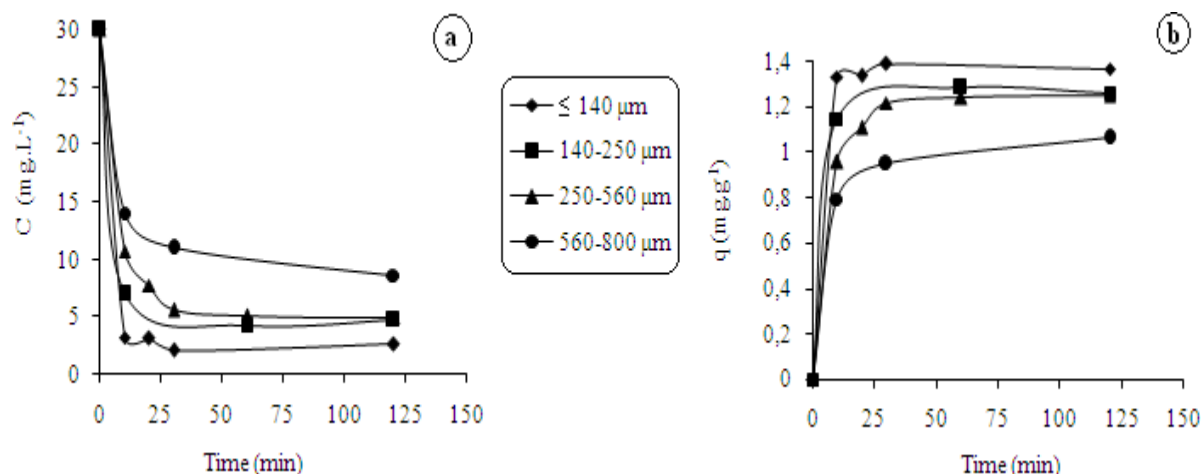 a
C (mg.L⁻¹)
30
25
20
15
10
5
0
0 25 50 75 100 125 150
Time (min)
≤ 140 µm
140-250 µm
250-560 µm
560-800 µm
b
q (mg.g⁻¹)
1,4
1,2
1
0,8
0,6
0,4
0,2
0
0 25 50 75 100 125 150
Time (min)